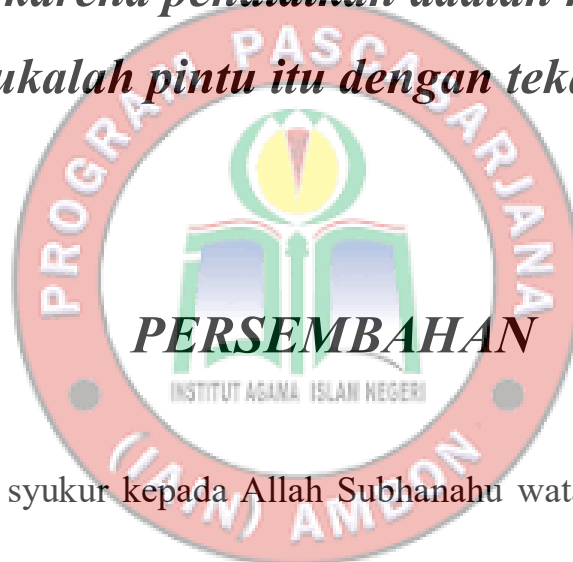 karena pendidikan adalah
ukalah pintu itu dengan tek
PROGRAM PASCASARJANA
PERSEMBAHAN
INSTITUT AGAMA ISLAM NEGERI
syukur kepada Allah Subhanahu wat
(IAIN) AMBON